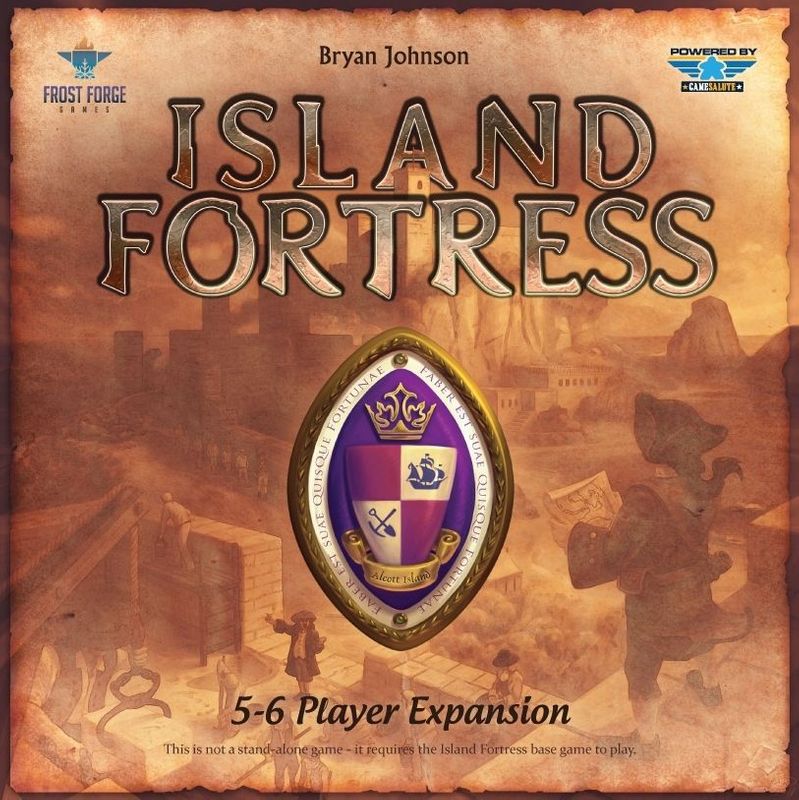 Bryan Johnson
FROST FORGE
GAMES
POWERED BY
GAMESALUTE
ISLAND
FORTRESS
FABER EST SUAE QUISQUE FORTUNAE
FABER EST SUAE QUISQUE FORTUNAE
Alcott Island
5-6 Player Expansion
This is not a stand-alone game - it requires the Island Fortress base game to play.